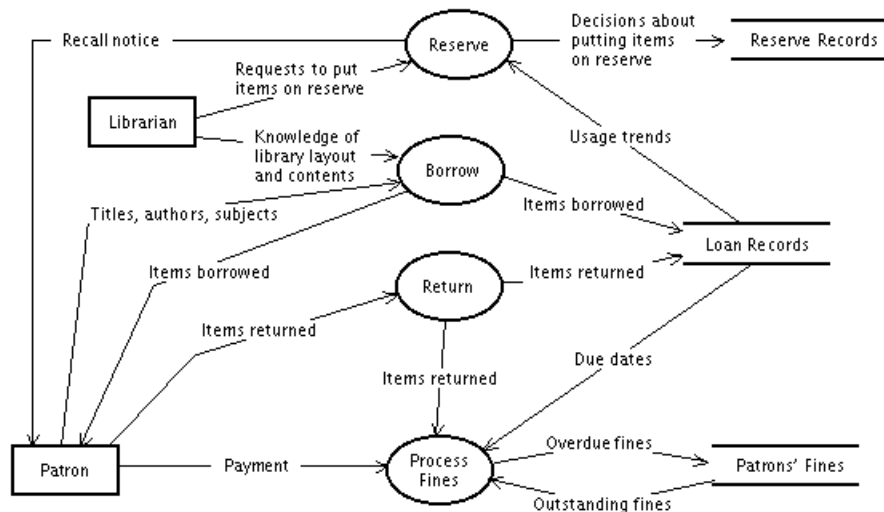 Recall notice
Reserve
Decisions about
putting items
on reserve
Reserve Records
Requests to put
items on reserve
Librarian
Knowledge of
library layout
and contents
Usage trends
Borrow
Titles, authors, subjects
Items borrowed
Loan Records
Items borrowed
Return
Items returned
Items returned
Items returned
Due dates
Patron
Payment
Process
Fines
Overdue fines
Patrons' Fines
Outstanding fines